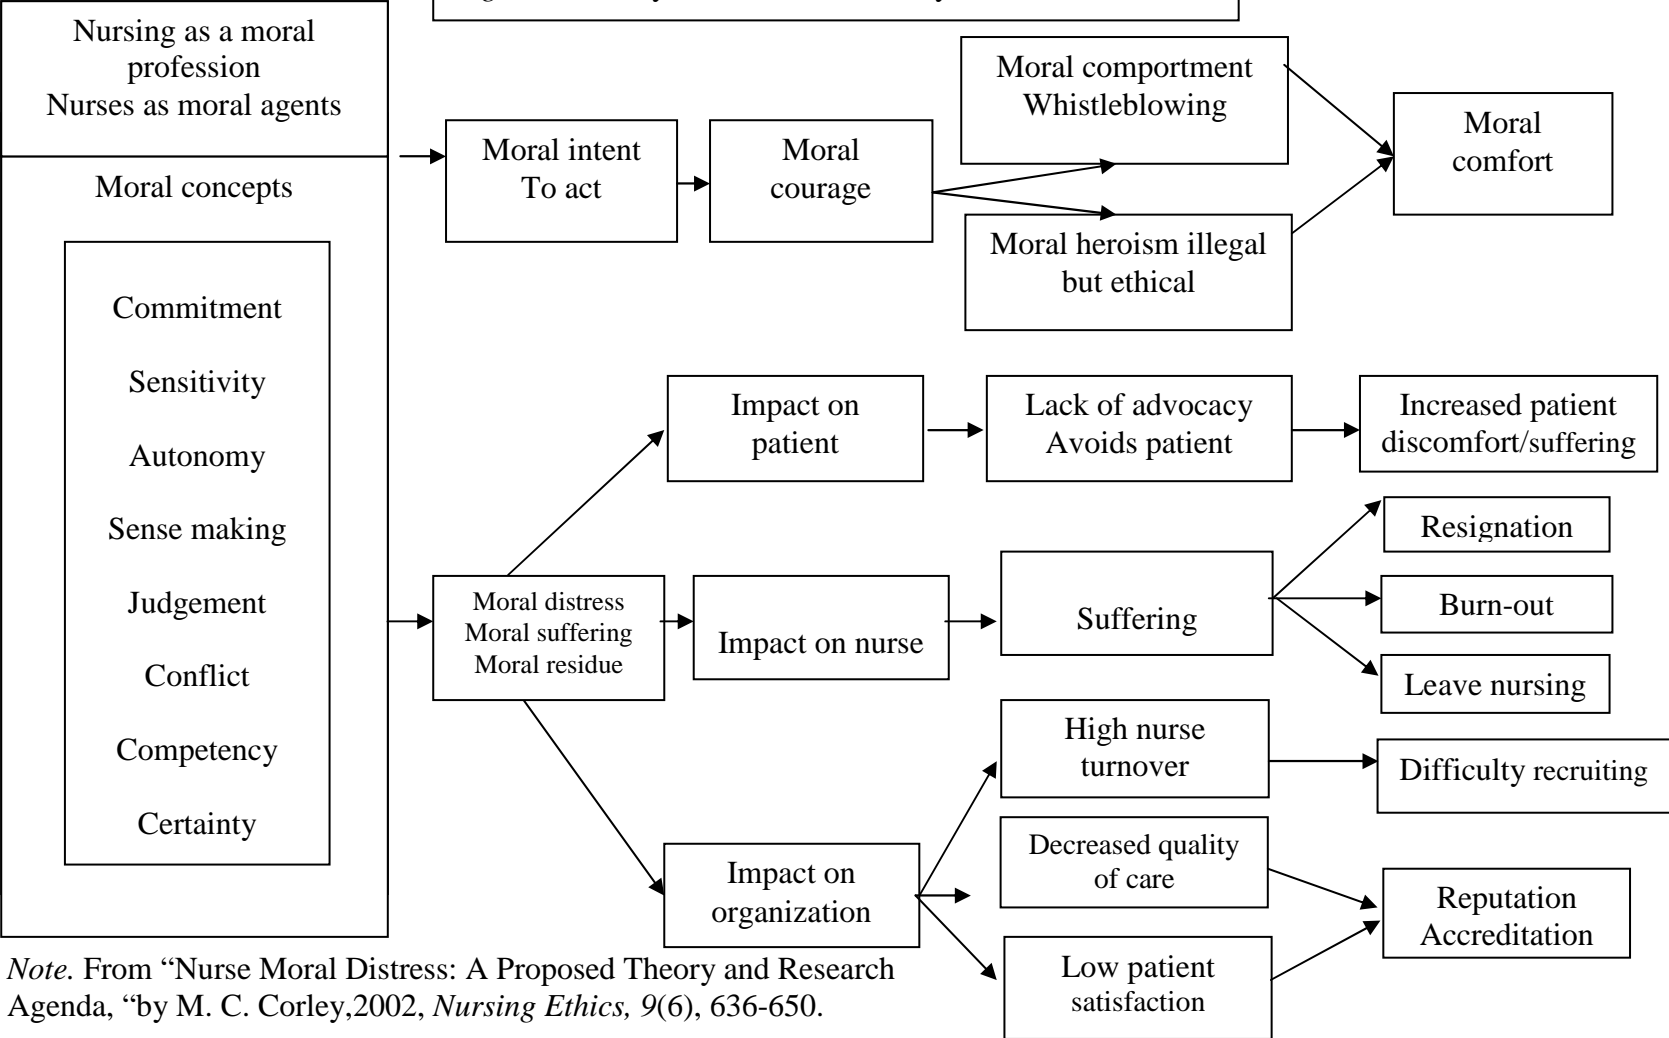 Nursing as a moral
profession
Nurses as moral agents
Moral concepts
Commitment
Sensitivity
Autonomy
Sense making
Judgement
Conflict
Competency
Certainty
Moral intent
To act
Moral
courage
Moral comportment
Whistleblowing
Moral heroism illegal
but ethical
Moral
comfort
Moral distress
Moral suffering
Moral residue
Impact on
patient
Lack of advocacy
Avoids patient
Increased patient
discomfort/suffering
Impact on nurse
Suffering
Resignation
Burn-out
Leave nursing
Impact on
organization
High nurse
turnover
Difficulty recruiting
Decreased quality
of care
Low patient
satisfaction
Reputation
Accreditation
Note. From “Nurse Moral Distress: A Proposed Theory and Research
Agenda, “by M. C. Corley,2002, Nursing Ethics, 9(6), 636-650.